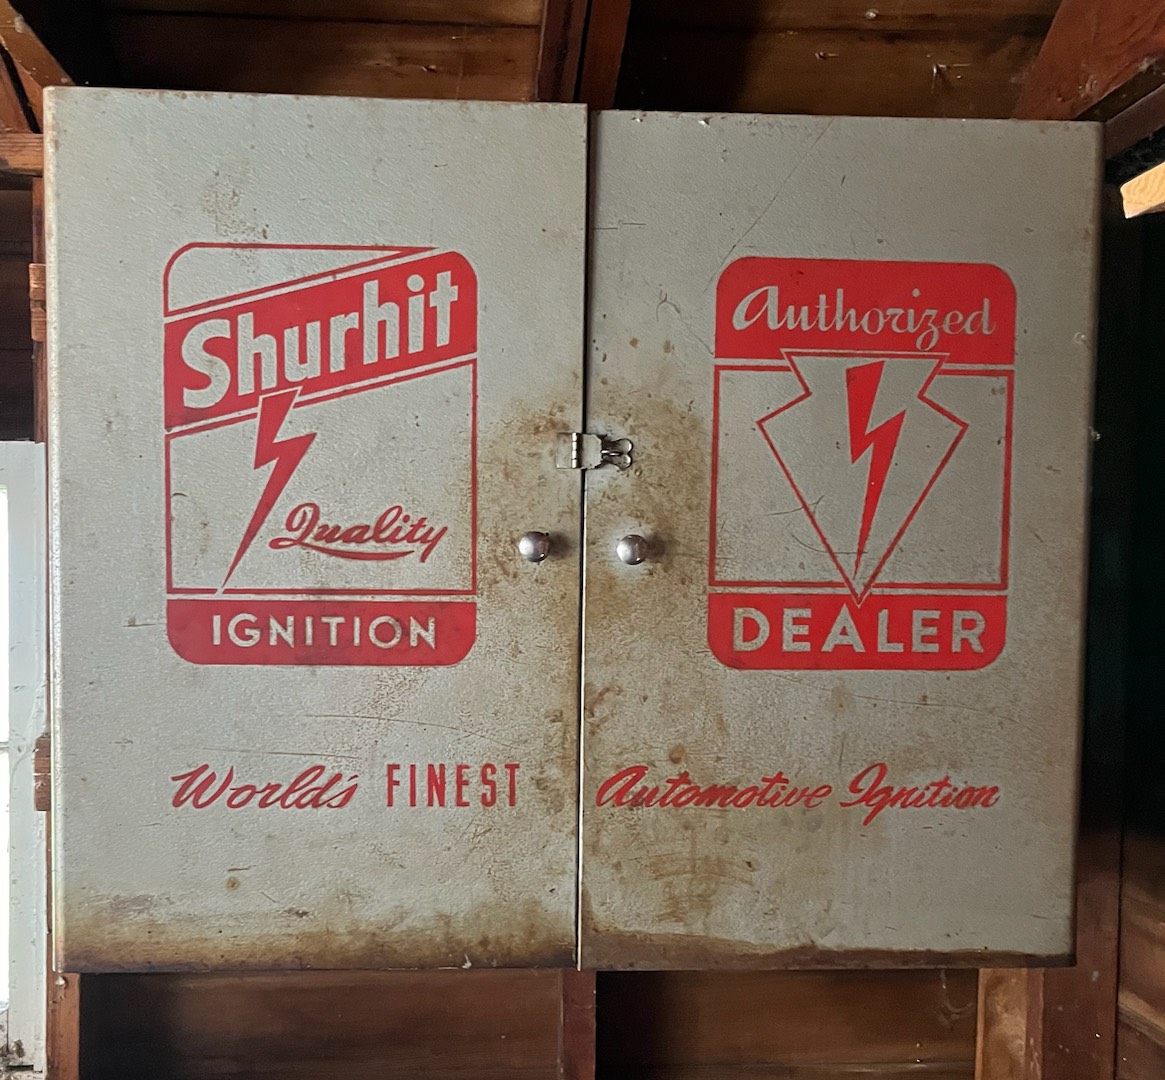 Shurhit
Quality
IGNITION
World's FINEST
Authorized
DEALER
Automotive Ignition